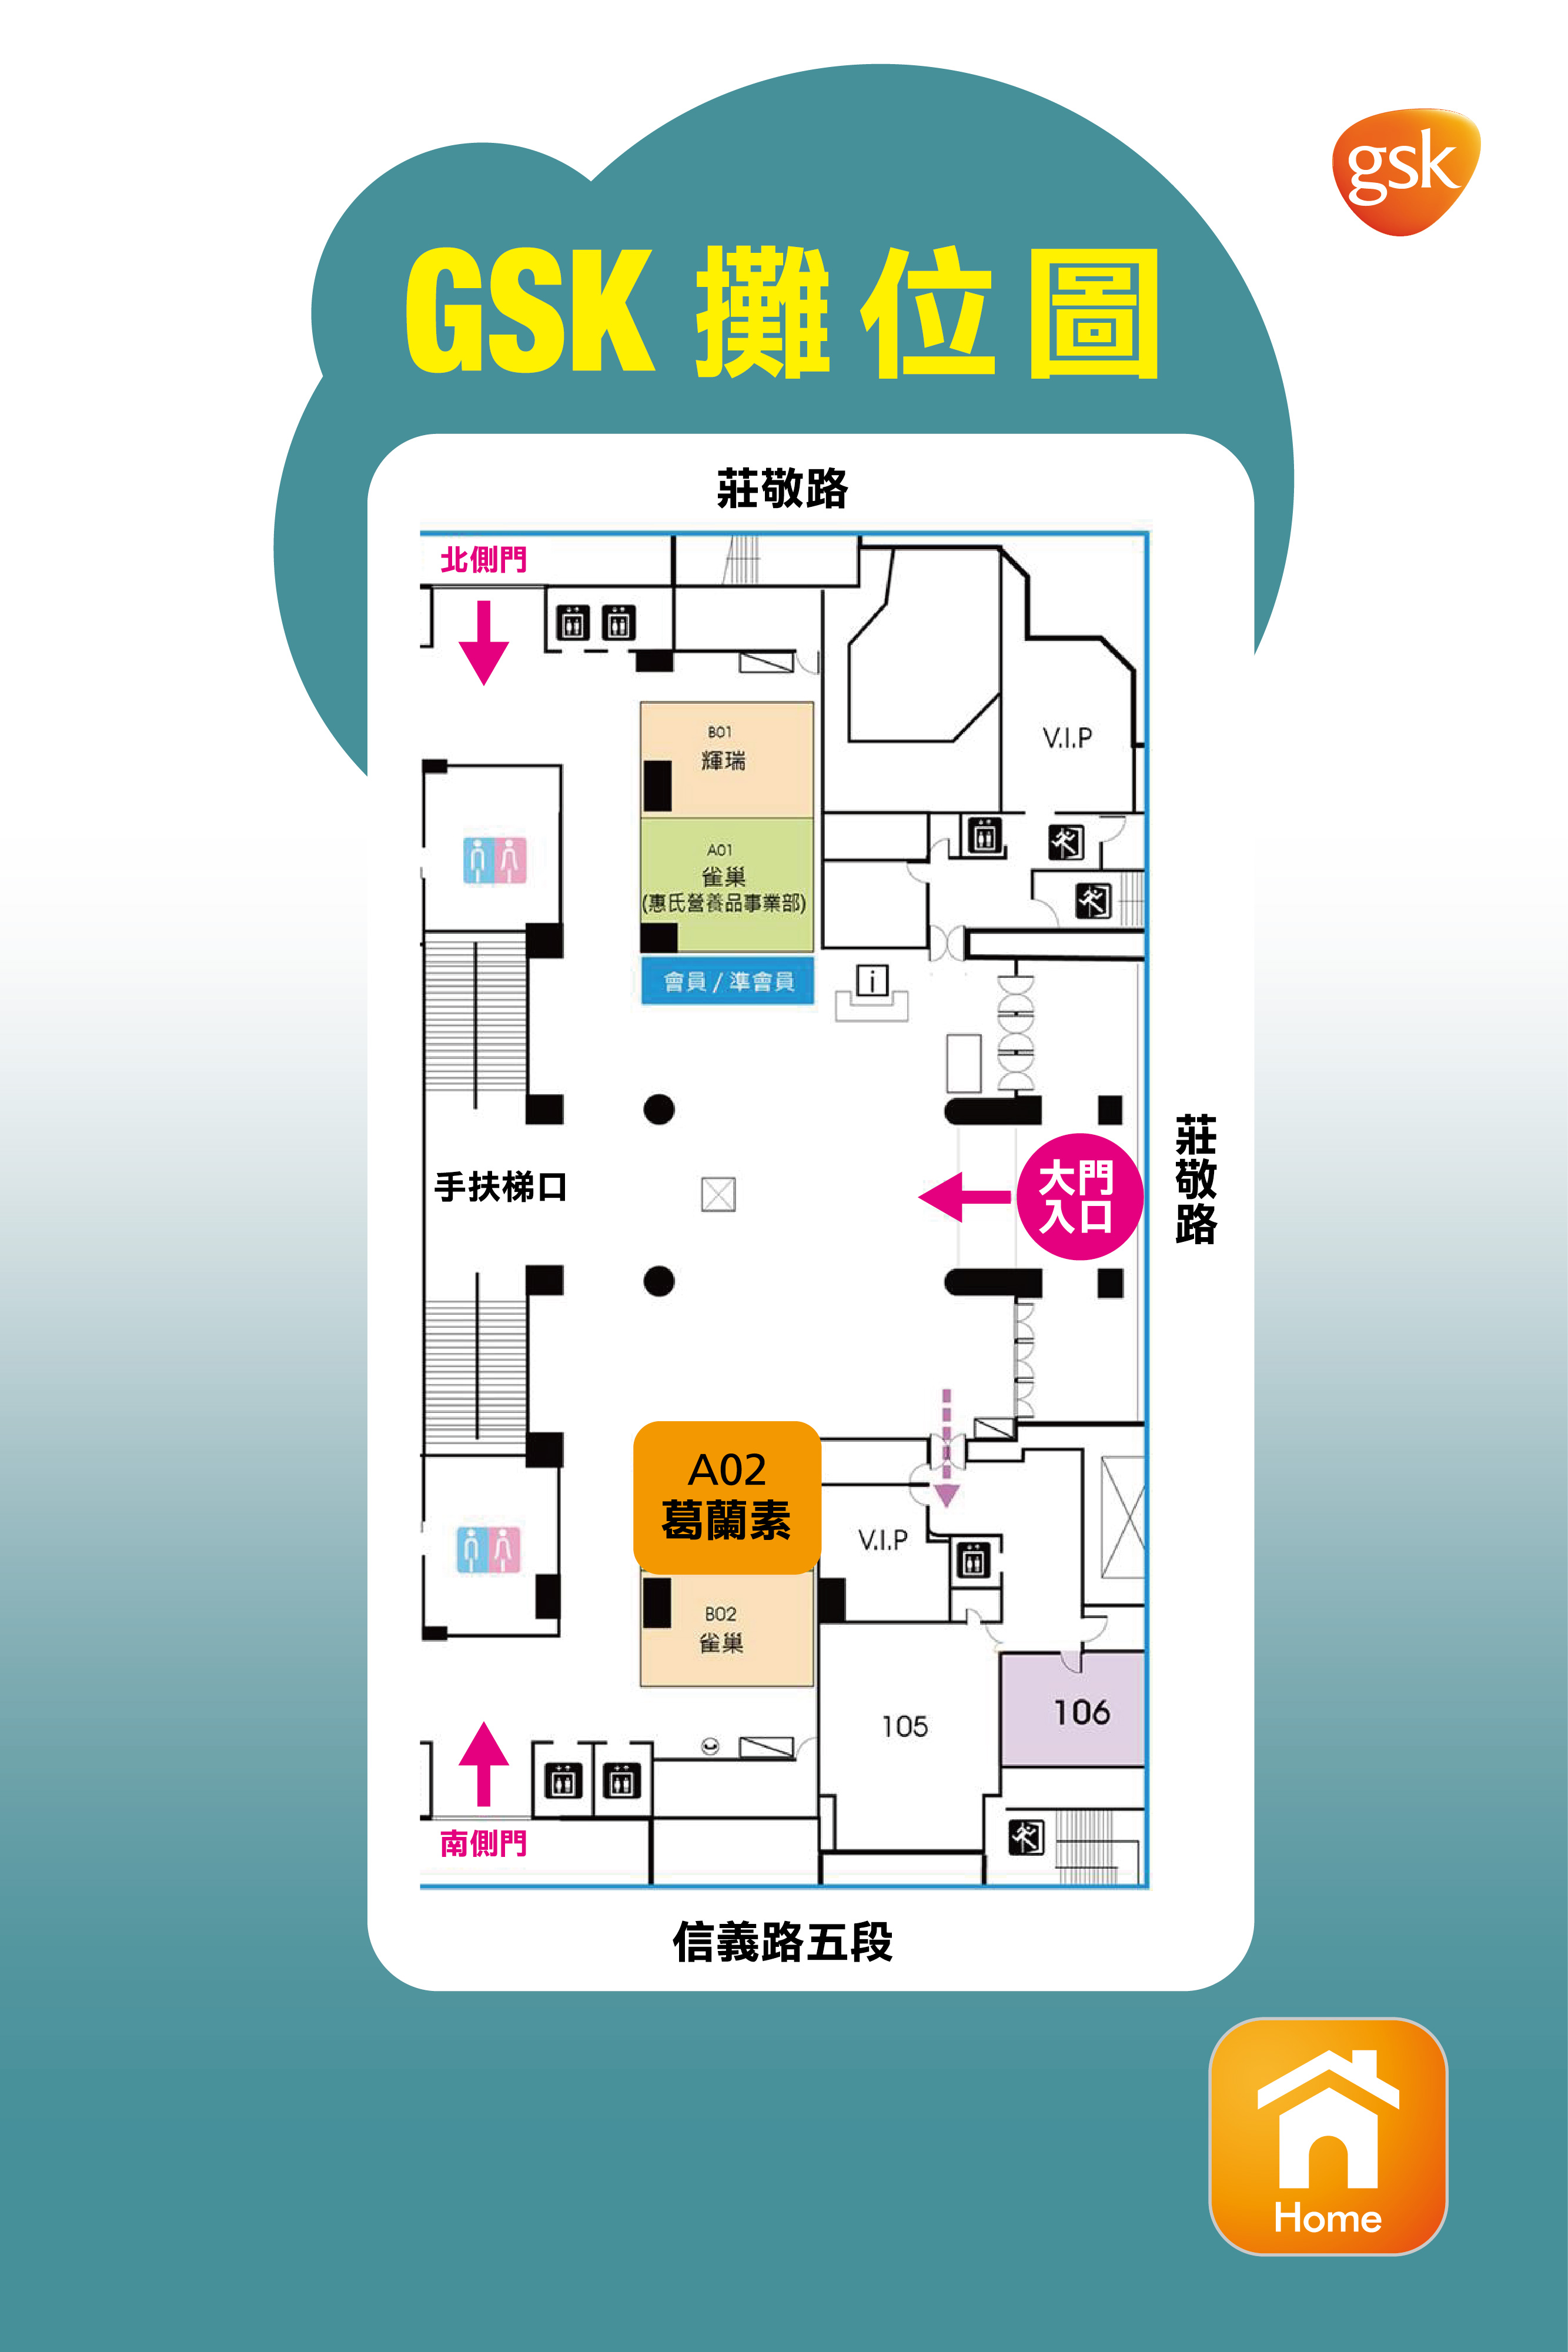 gsk
GSK 攤位圖
莊敬路
北側門
B01
輝瑞
V.I.P
A01
雀巢
(惠氏營養品事業部)
會員 / 準會員
i
手扶梯口
大門
入口
莊敬路
A02
葛蘭素
V.I.P
B02
雀巢
105
106
南側門
信義路五段
Home